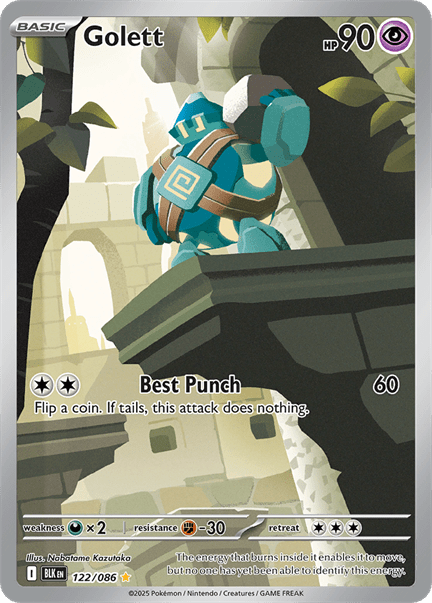 BASIC
Golett
HP 90
Best Punch 60
Flip a coin. If tails, this attack does nothing.
weakness ×2 resistance -30 retreat
Illus. Nabatame Kazutaka
The energy that burns inside it enables it to move,
but no one has yet been able to identify this energy.
I BLK EN 122/086
©2025 Pokémon / Nintendo / Creatures / GAME FREAK